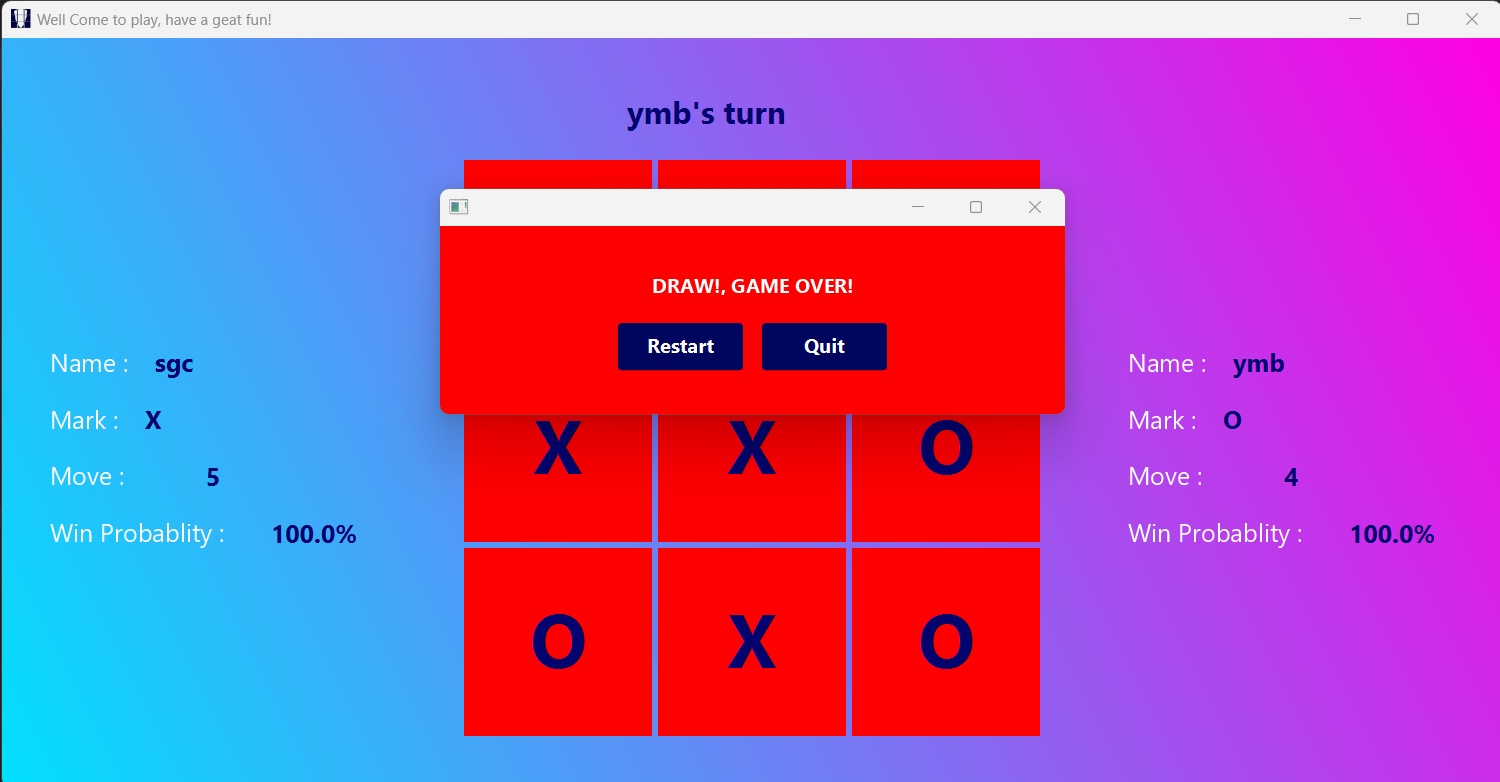 Well Come to play, have a geat fun!
ymb's turn
DRAW!, GAME OVER!
Restart Quit
Name : sgc
Mark : X
Move : 5
Win Probablity : 100.0%
X X O
O X O
Name : ymb
Mark : O
Move : 4
Win Probablity : 100.0%